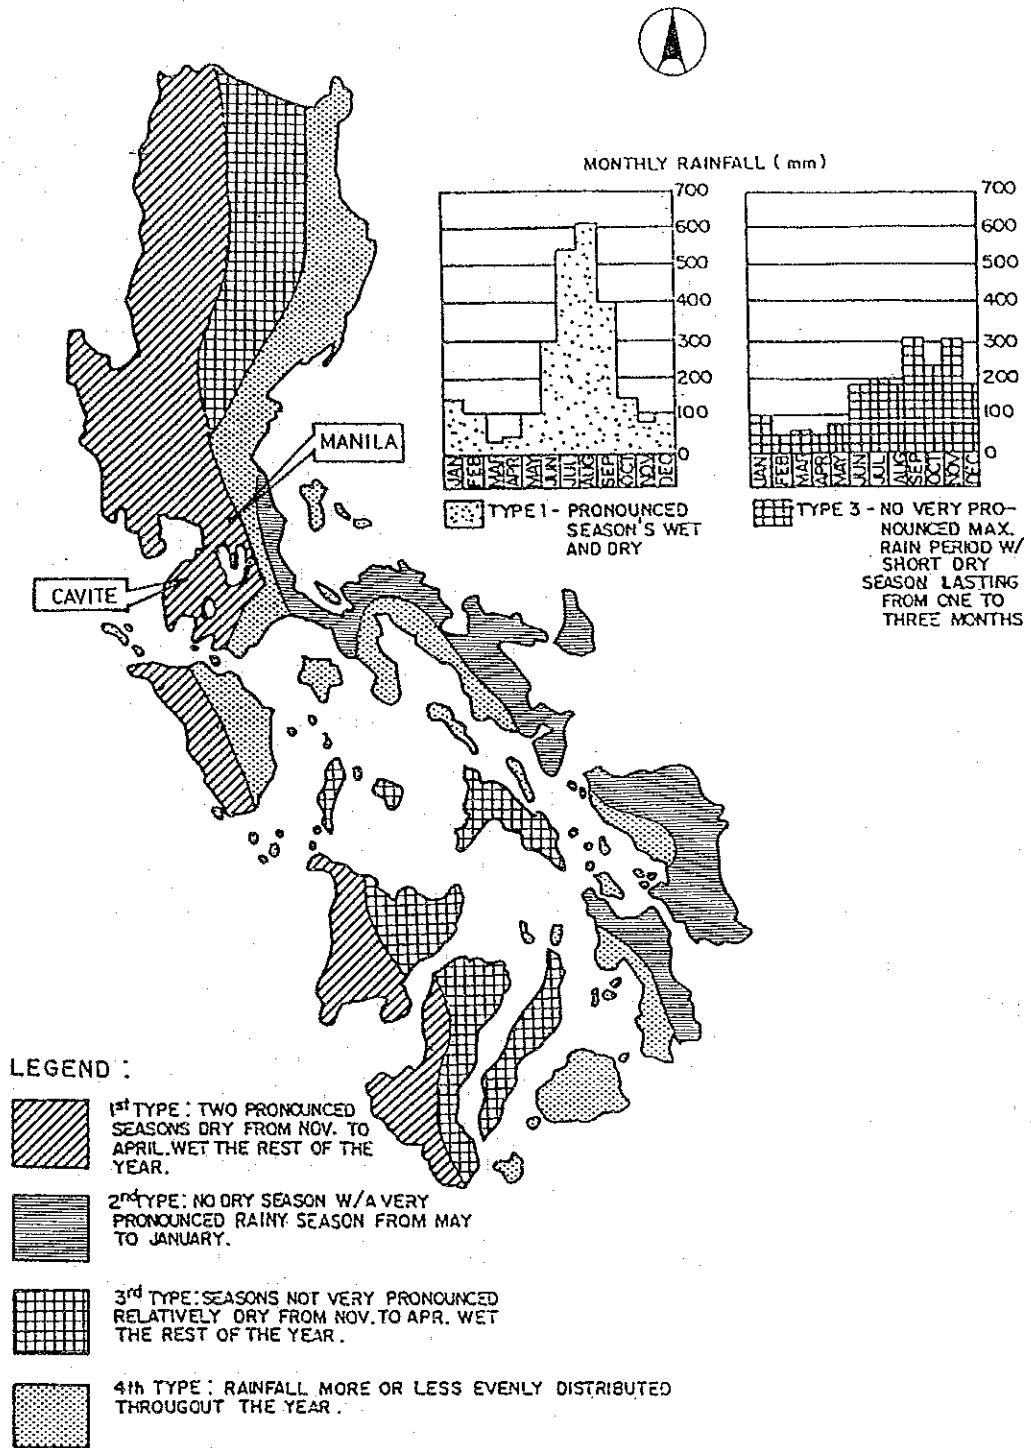 MONTHLY RAINFALL (mm)
700
600
500
400
300
200
100
0
JAN
FEB
MAR
APR
MAY
JUN
JUL
AUG
SEP
OCT
NOV
DEC
TYPE 1 - PRONOUNCED
SEASON'S WET
AND DRY
700
600
500
400
300
200
100
0
JAN
FEB
MAR
APR
MAY
JUN
JUL
AUG
SEP
OCT
NOV
DEC
TYPE 3 - NO VERY PRO-
NOUNCED MAX.
RAIN PERIOD W/
SHORT DRY
SEASON LASTING
FROM ONE TO
THREE MONTHS
MANILA
CAVITE
LEGEND :
1st TYPE : TWO PRONOUNCED
SEASONS DRY FROM NOV. TO
APRIL. WET THE REST OF THE
YEAR.
2nd TYPE : NO DRY SEASON W/A VERY
PRONOUNCED RAINY SEASON FROM MAY
TO JANUARY.
3rd TYPE : SEASONS NOT VERY PRONOUNCED
RELATIVELY DRY FROM NOV. TO APR. WET
THE REST OF THE YEAR .
4th TYPE : RAINFALL MORE OR LESS EVENLY DISTRIBUTED
THROUGOUT THE YEAR .